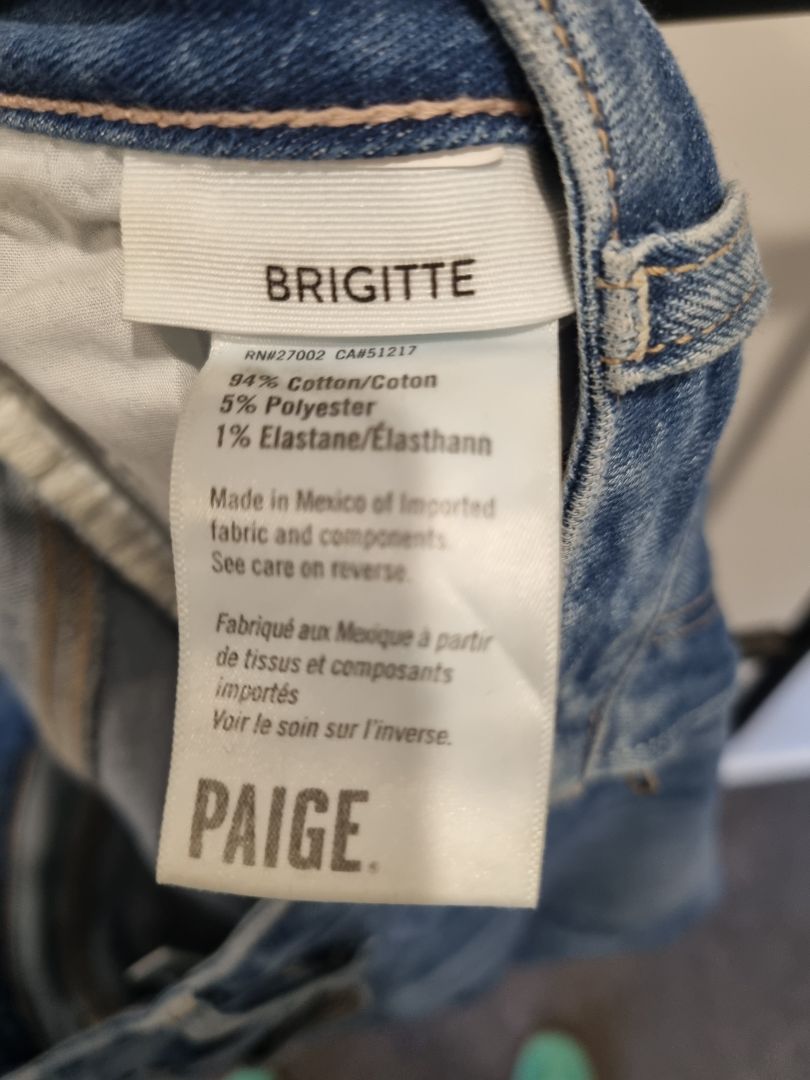 BRIGITTE
RN#27002 CA#51217
94% Cotton/Coton
5% Polyester
1% Elastane/Élasthann
Made in Mexico of Imported
fabric and components.
See care on reverse.
Fabriqué aux Mexique à partir
de tissus et composants
importés
Voir le soin sur l'inverse.
PAIGE®